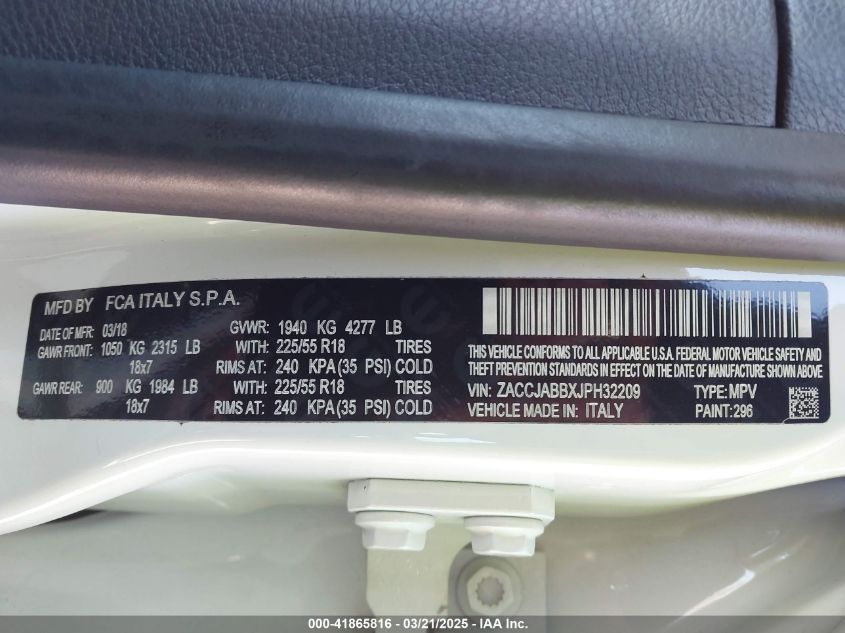 MFD BY FCA ITALY S.P.A.
DATE OF MFR: 03/18 GVWR: 1940 KG 4277 LB
GAWR FRONT: 1050 KG 2315 LB WITH: 225/55 R18 TIRES
18x7 RIMS AT: 240 KPA (35 PSI) COLD
GAWR REAR: 900 KG 1984 LB WITH: 225/55 R18 TIRES
18x7 RIMS AT: 240 KPA (35 PSI) COLD
THIS VEHICLE CONFORMS TO ALL APPLICABLE U.S.A. FEDERAL MOTOR VEHICLE SAFETY AND
THEFT PREVENTION STANDARDS IN EFFECT ON THE DATE OF MANUFACTURE SHOWN ABOVE.
VIN: ZACCJABBXJPH32209 TYPE: MPV
VEHICLE MADE IN: ITALY PAINT: 296
000-41865816 - 03/21/2025 - IAA Inc.